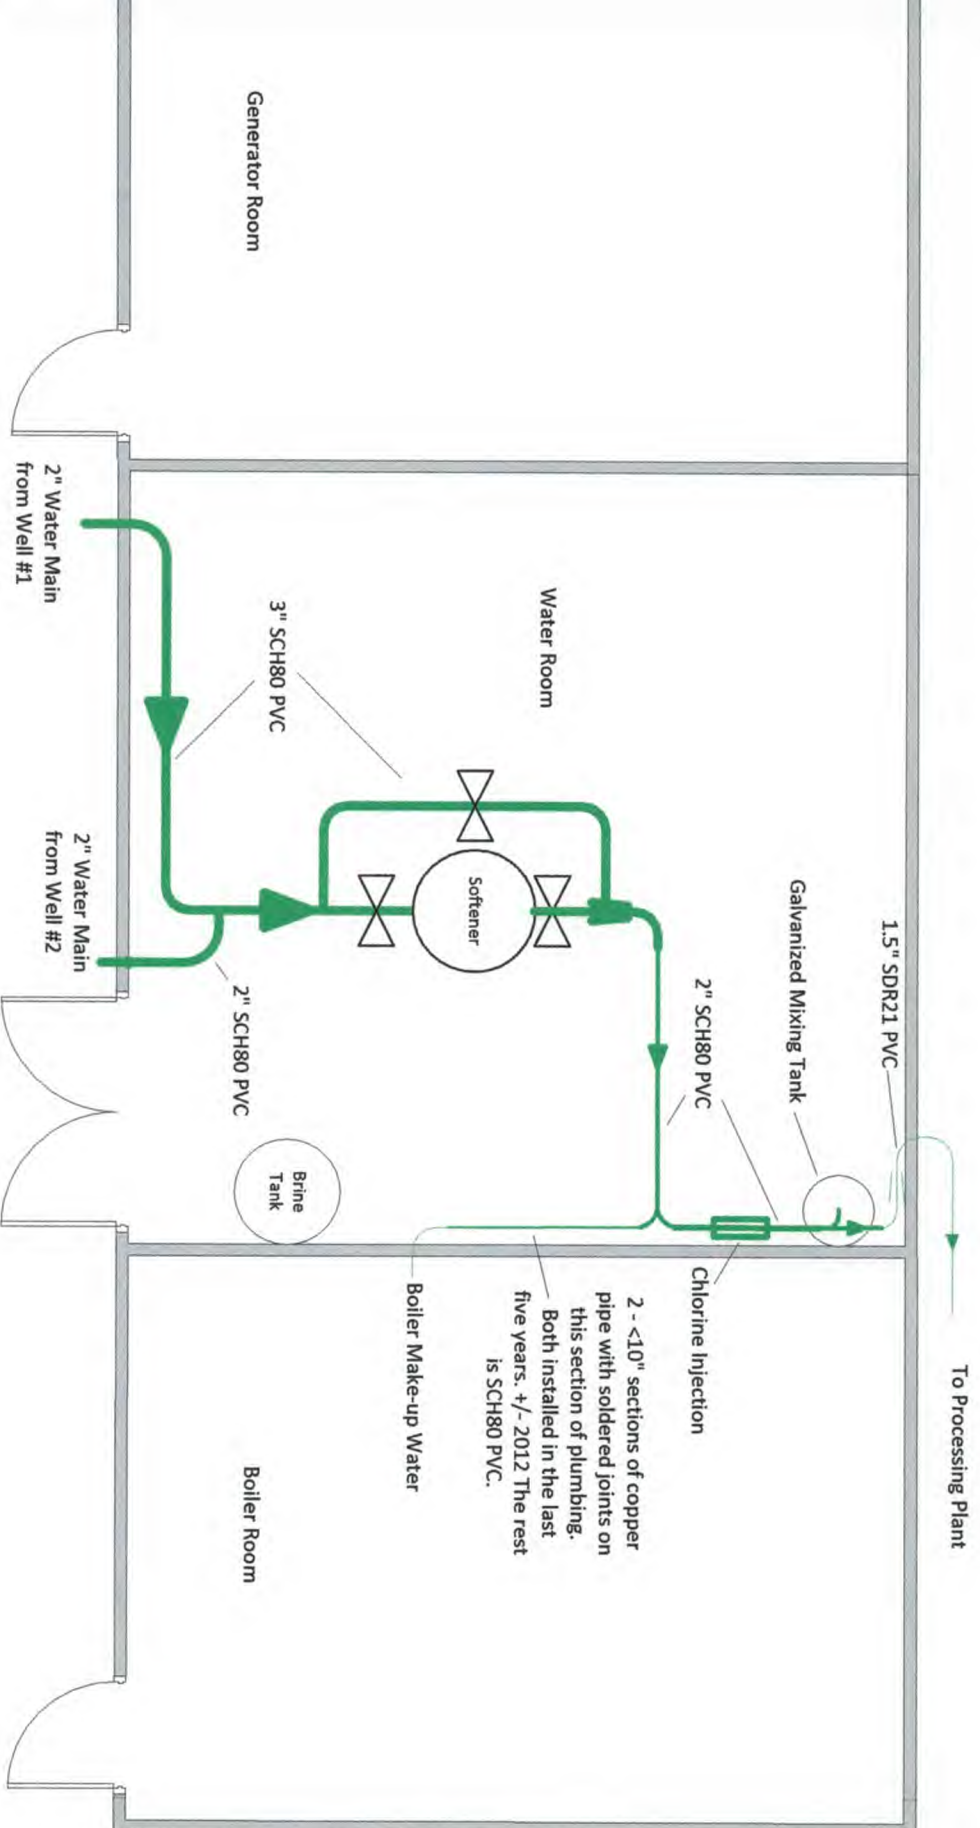 To Processing Plant
1.5" SDR21 PVC
Galvanized Mixing Tank
Chlorine Injection
2" SCH80 PVC
2 - <10" sections of copper
pipe with soldered joints on
this section of plumbing.
Both installed in the last
five years. +/- 2012 The rest
is SCH80 PVC.
Water Room
Softener
Boiler Make-up Water
Generator Room
3" SCH80 PVC
Brine
Tank
2" SCH80 PVC
Boiler Room
2" Water Main
from Well #1
2" Water Main
from Well #2